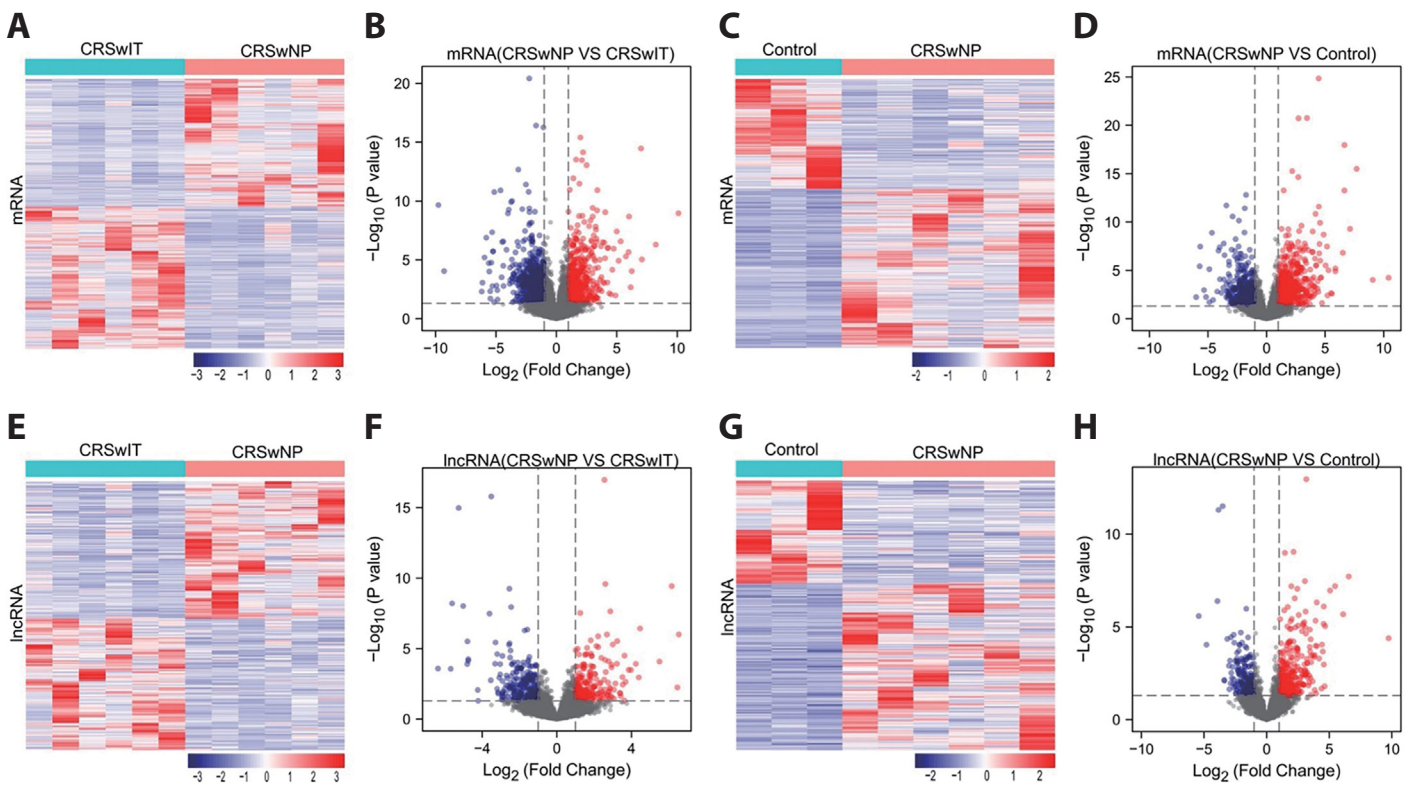 A
CRSwIT CRSwNP
mRNA
−3 −2 −1 0 1 2 3
B
mRNA(CRSwNP VS CRSwIT)
−Log10 (P value)
20
15
10
5
0
−10 −5 0 5 10
Log2 (Fold Change)
C
Control CRSwNP
mRNA
−2 −1 0 1 2
D
mRNA(CRSwNP VS Control)
−Log10 (P value)
25
20
15
10
5
0
−10 −5 0 5 10
Log2 (Fold Change)
E
CRSwIT CRSwNP
lncRNA
−3 −2 −1 0 1 2 3
F
lncRNA(CRSwNP VS CRSwIT)
−Log10 (P value)
15
10
5
0
−4 0 4
Log2 (Fold Change)
G
Control CRSwNP
lncRNA
−2 −1 0 1 2
H
lncRNA(CRSwNP VS Control)
−Log10 (P value)
10
5
0
−10 −5 0 5 10
Log2 (Fold Change)